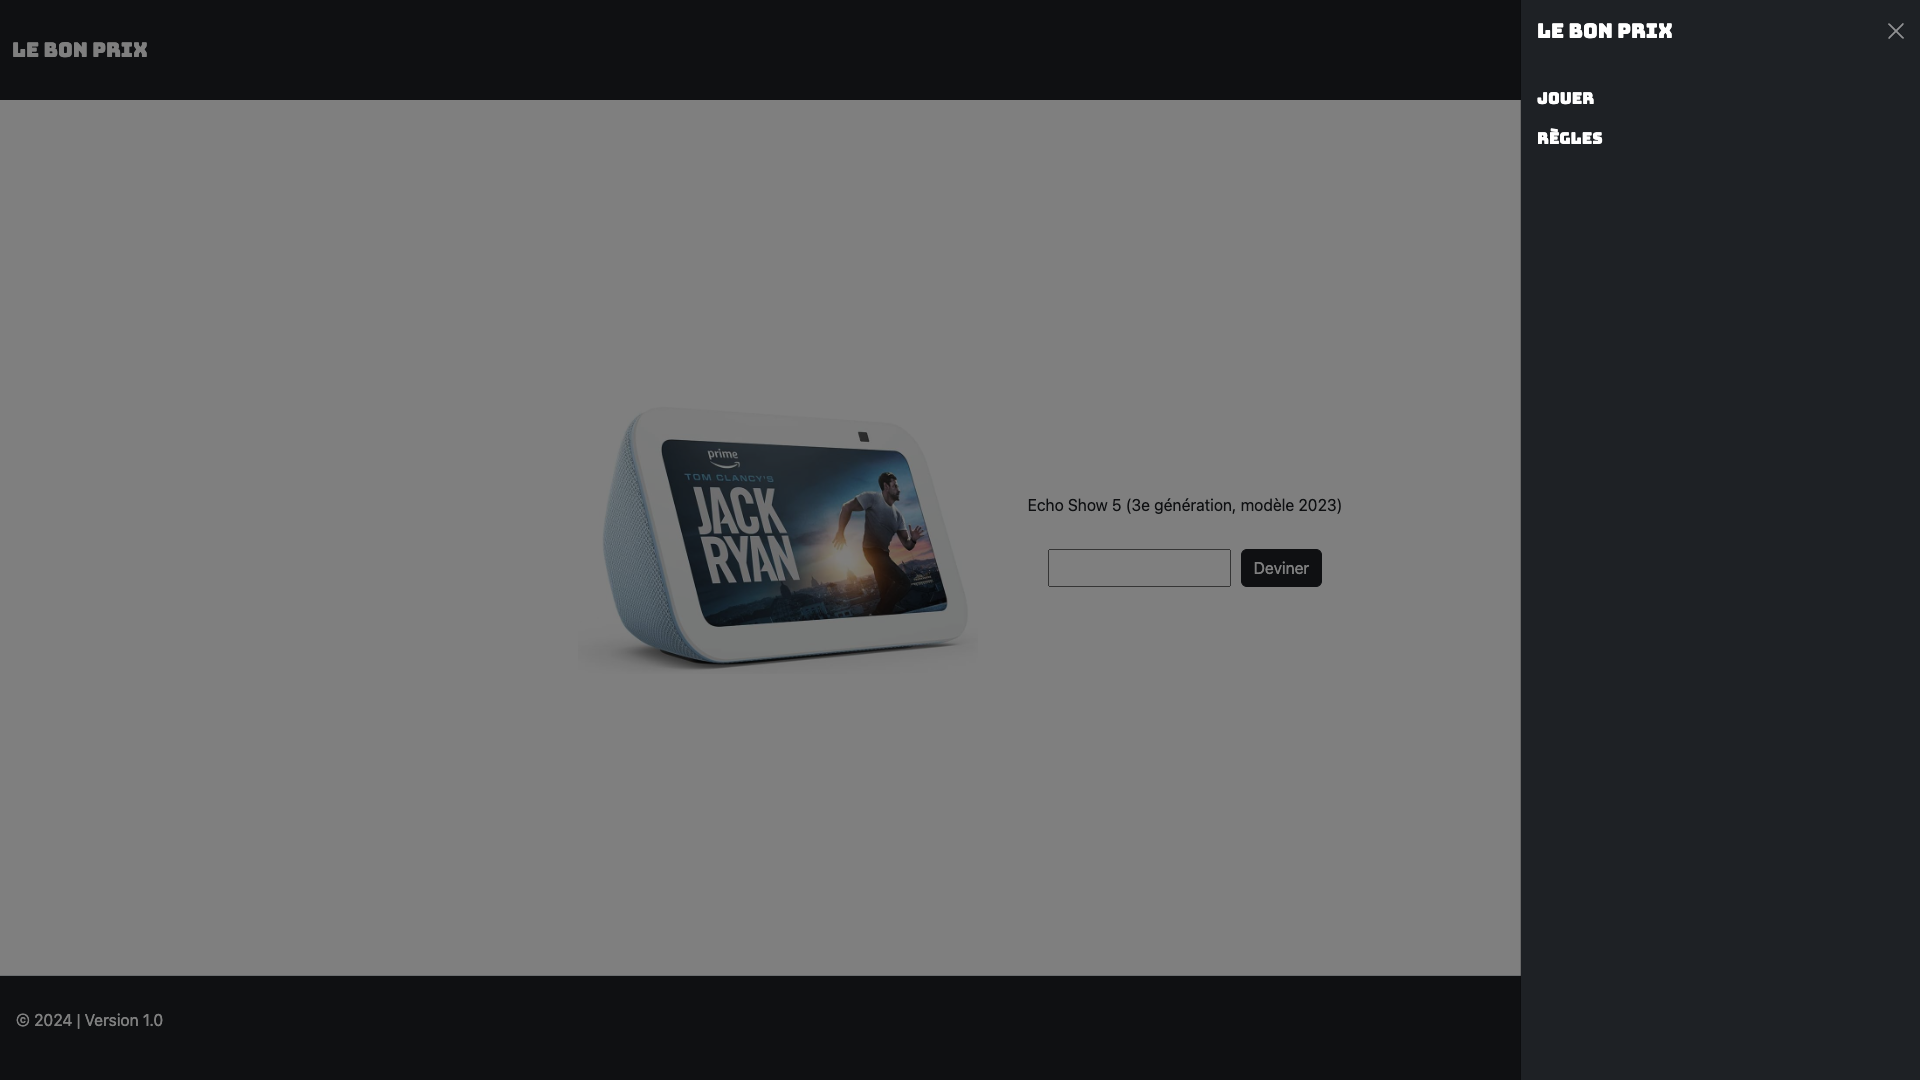 LE BON PRIX
LE BON PRIX
JOUER
RÈGLES
prime
TOM CLANCY'S
JACK
RYAN
Echo Show 5 (3e génération, modèle 2023)
Deviner
© 2024 | Version 1.0